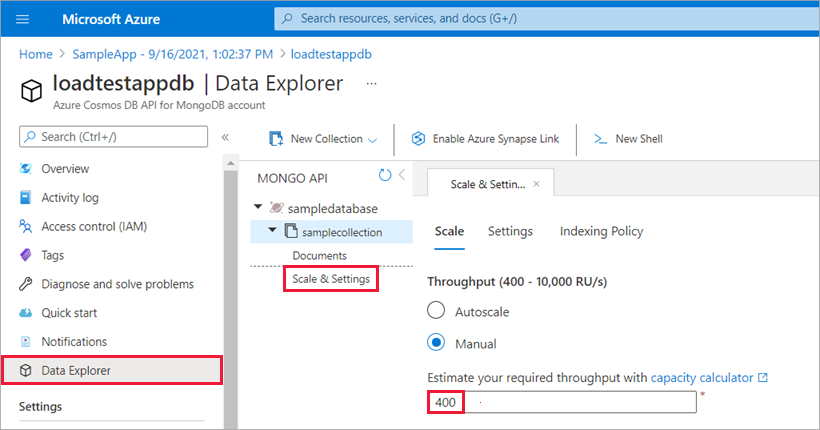 Microsoft Azure
Search resources, services, and docs (G+/)
Home > SampleApp - 9/16/2021, 1:02:37 PM > loadtestappdb
loadtestappdb | Data Explorer ...
Azure Cosmos DB API for MongoDB account
Search (Ctrl+/)
«
Overview
Activity log
Access control (IAM)
Tags
Diagnose and solve problems
Quick start
Notifications
Data Explorer
Settings
New Collection
Enable Azure Synapse Link
New Shell
MONGO API
sampledatabase
samplecollection
Documents
Scale & Settings
Scale & Settin... ×
Scale Settings Indexing Policy
Throughput (400 - 10,000 RU/s)
Autoscale
Manual
Estimate your required throughput with capacity calculator
400 *